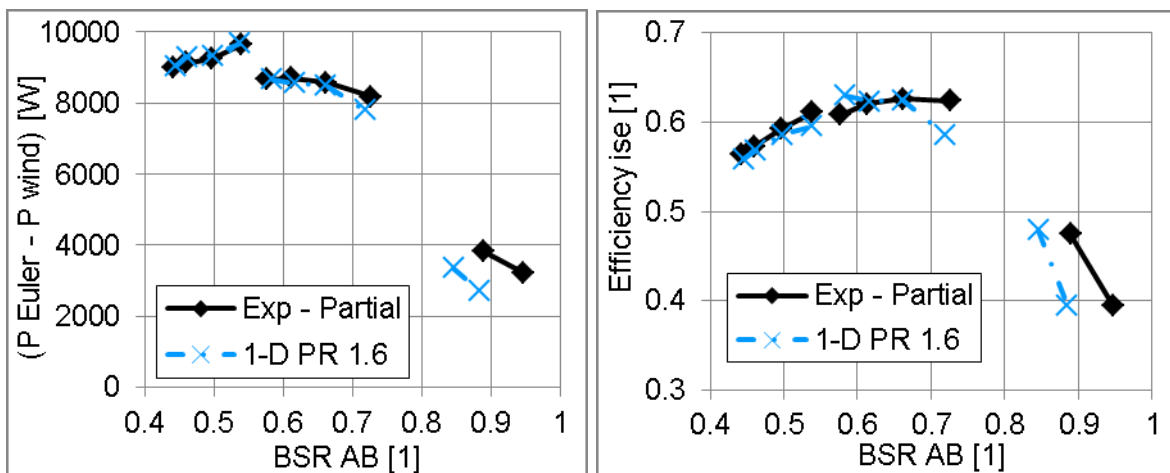 (P Euler - P wind) [W]
10000
8000
6000
4000
2000
0
Exp - Partial
1-D PR 1.6
0.4 0.5 0.6 0.7 0.8 0.9 1
BSR AB [1]
Efficiency ise [1]
0.7
0.6
0.5
0.4
0.3
Exp - Partial
1-D PR 1.6
0.4 0.5 0.6 0.7 0.8 0.9 1
BSR AB [1]